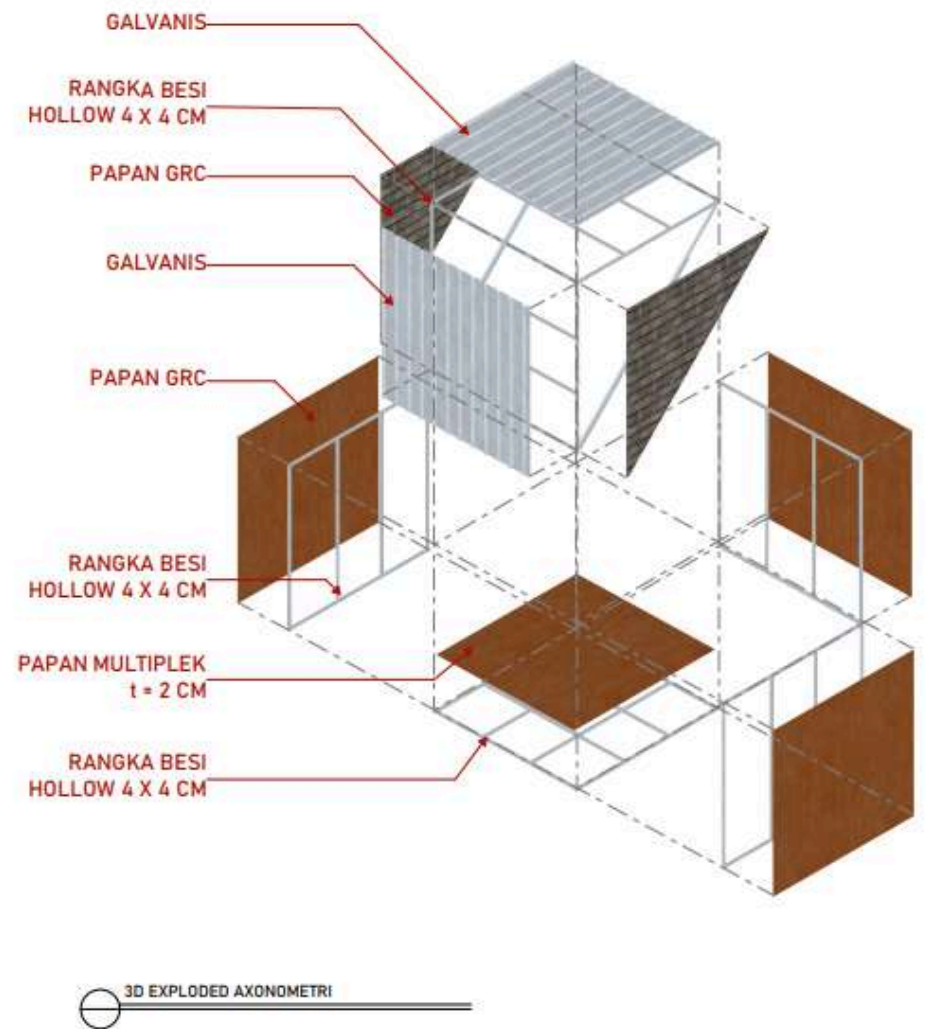 GALVANIS
RANGKA BESI
HOLLOW 4 X 4 CM
PAPAN GRC
GALVANIS
PAPAN GRC
RANGKA BESI
HOLLOW 4 X 4 CM
PAPAN MULTIPLEK
t = 2 CM
RANGKA BESI
HOLLOW 4 X 4 CM
3D EXPLODED AXONOMETRI